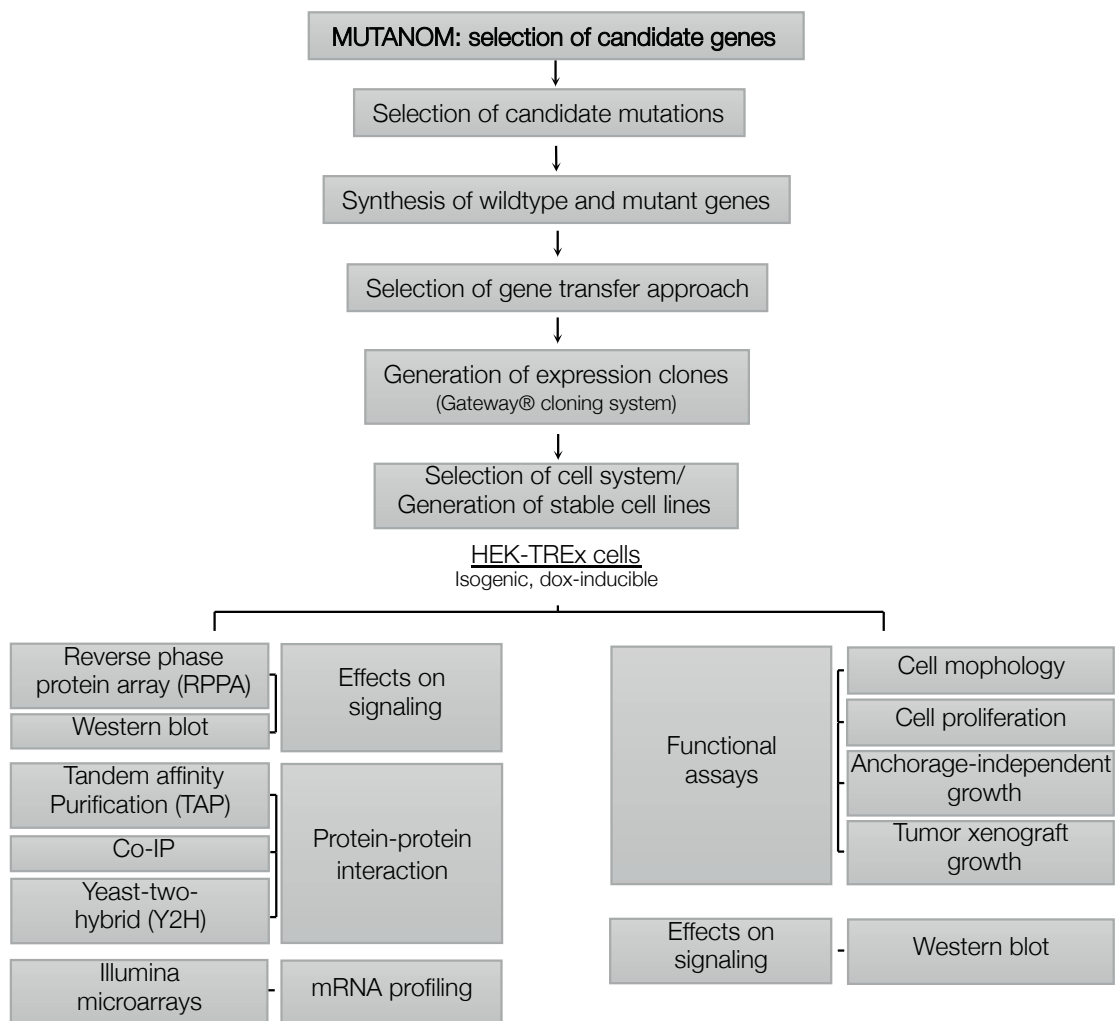 MUTANOM: selection of candidate genes
Selection of candidate mutations
Synthesis of wildtype and mutant genes
Selection of gene transfer approach
Generation of expression clones
(Gateway® cloning system)
Selection of cell system/
Generation of stable cell lines
HEK-TREx cells
Isogenic, dox-inducible
Reverse phase
protein array (RPPA)
Western blot
Effects on
signaling
Tandem affinity
Purification (TAP)
Co-IP
Yeast-two-
hybrid (Y2H)
Protein-protein
interaction
Illumina
microarrays
mRNA profiling
Functional
assays
Cell mophology
Cell proliferation
Anchorage-independent
growth
Tumor xenograft
growth
Effects on
signaling
Western blot